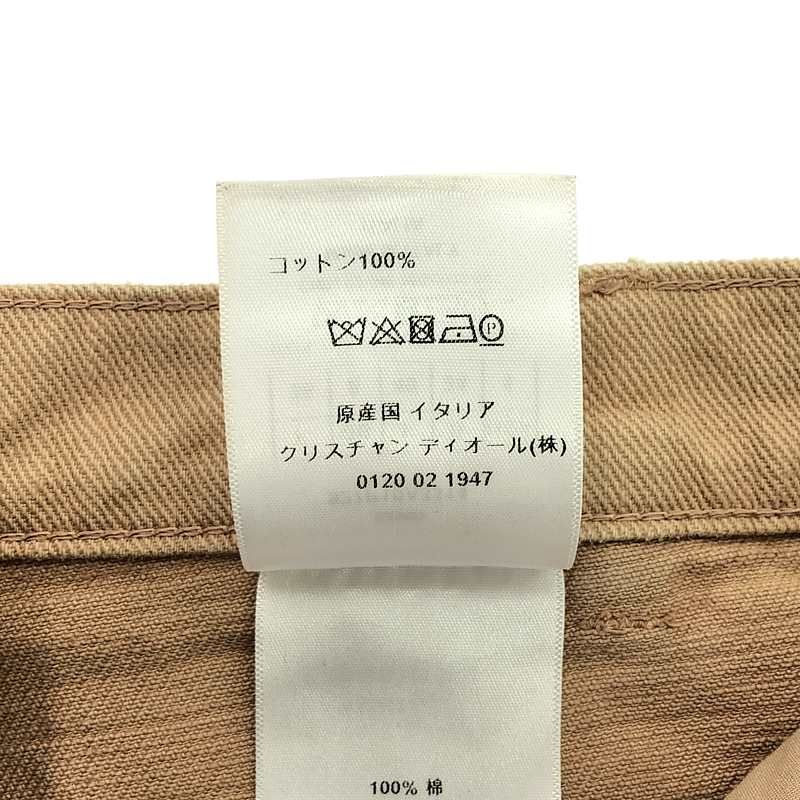 コットン100%
P
原産国 イタリア
クリスチャン ディオール(株)
0120 02 1947
100% 棉